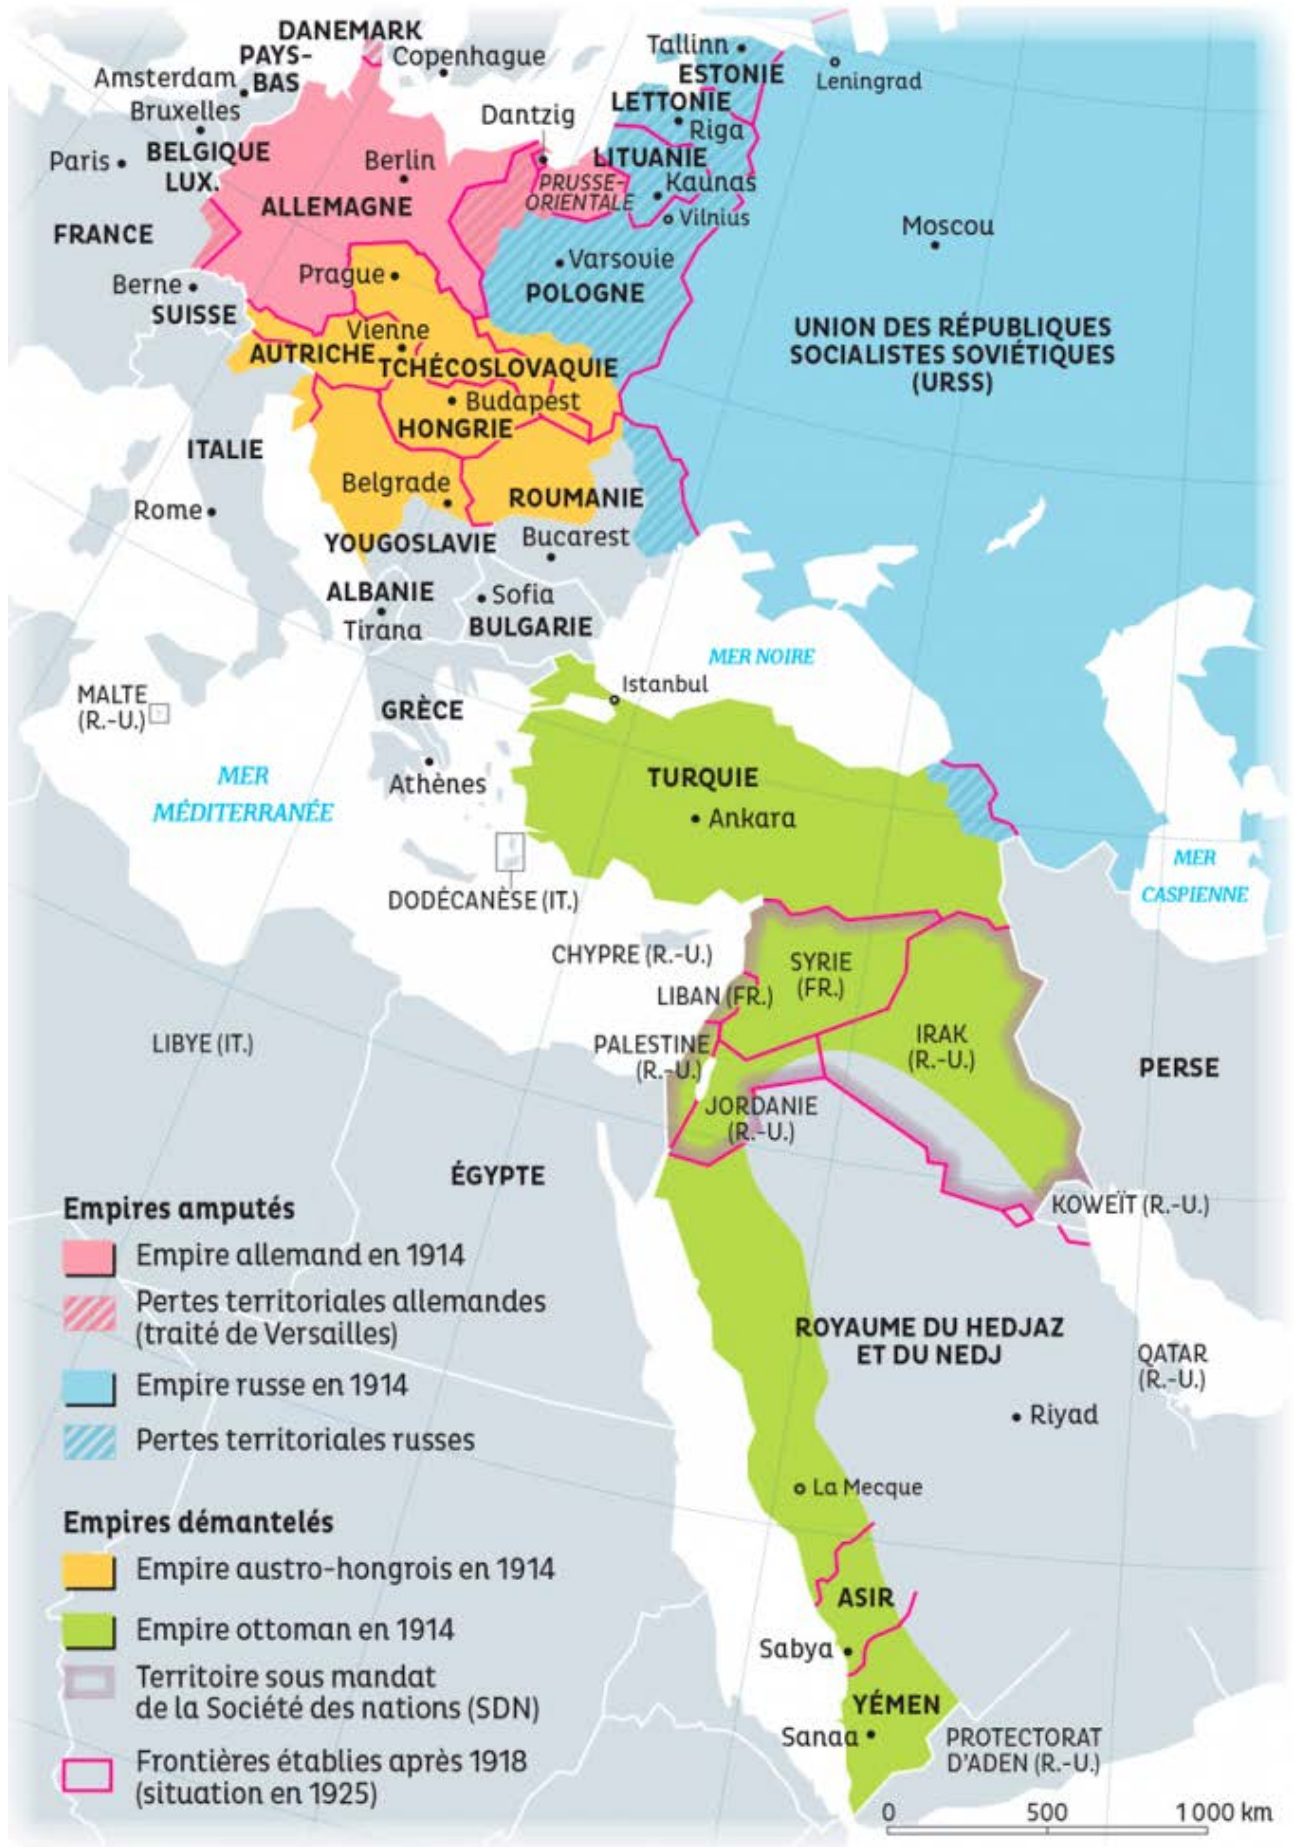 DANEMARK
PAYS-
BAS
Copenhague
Amsterdam
Bruxelles
BELGIQUE
LUX.
Paris
Berlin
ALLEMAGNE
FRANCE
Dantzig
PRUSSE-
ORIENTALE
Tallinn
ESTONIE
Leningrad
LETTONIE
Riga
LITUANIE
Kaunas
Vilnius
Moscou
Varsovie
POLOGNE
Prague
Berne
SUISSE
Vienne
AUTRICHE
TCHÉCOSLOVAQUIE
Budapest
HONGRIE
UNION DES RÉPUBLIQUES
SOCIALISTES SOVIÉTIQUES
(URSS)
ITALIE
Rome
Belgrade
ROUMANIE
YOUGOSLAVIE
Bucarest
ALBANIE
Tirana
Sofia
BULGARIE
MER NOIRE
Istanbul
MALTE
(R.-U.)
GRÈCE
Athènes
MER
MÉDITERRANÉE
TURQUIE
Ankara
MER
CASPIENNE
DODÉCANÈSE (IT.)
CHYPRE (R.-U.)
SYRIE
(FR.)
LIBAN (FR.)
PALESTINE
(R.-U.)
IRAK
(R.-U.)
PERSE
LIBYE (IT.)
JORDANIE
(R.-U.)
ÉGYPTE
KOWEÏT (R.-U.)
ROYAUME DU HEDJAZ
ET DU NEDJ
QATAR
(R.-U.)
Riyad
La Mecque
ASIR
Sabya
YÉMEN
Sanaa
PROTECTORAT
D'ADEN (R.-U.)
Empires amputés
Empire allemand en 1914
Pertes territoriales allemandes
(traité de Versailles)
Empire russe en 1914
Pertes territoriales russes
Empires démantelés
Empire austro-hongrois en 1914
Empire ottoman en 1914
Territoire sous mandat
de la Société des nations (SDN)
Frontières établies après 1918
(situation en 1925)
0 500 1 000 km